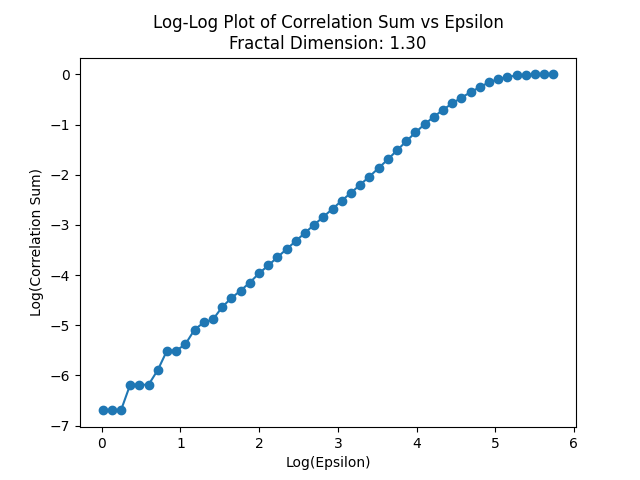 Log-Log Plot of Correlation Sum vs Epsilon
Fractal Dimension: 1.30
0
−1
−2
−3
−4
−5
−6
−7
Log(Correlation Sum)
0 1 2 3 4 5 6
Log(Epsilon)